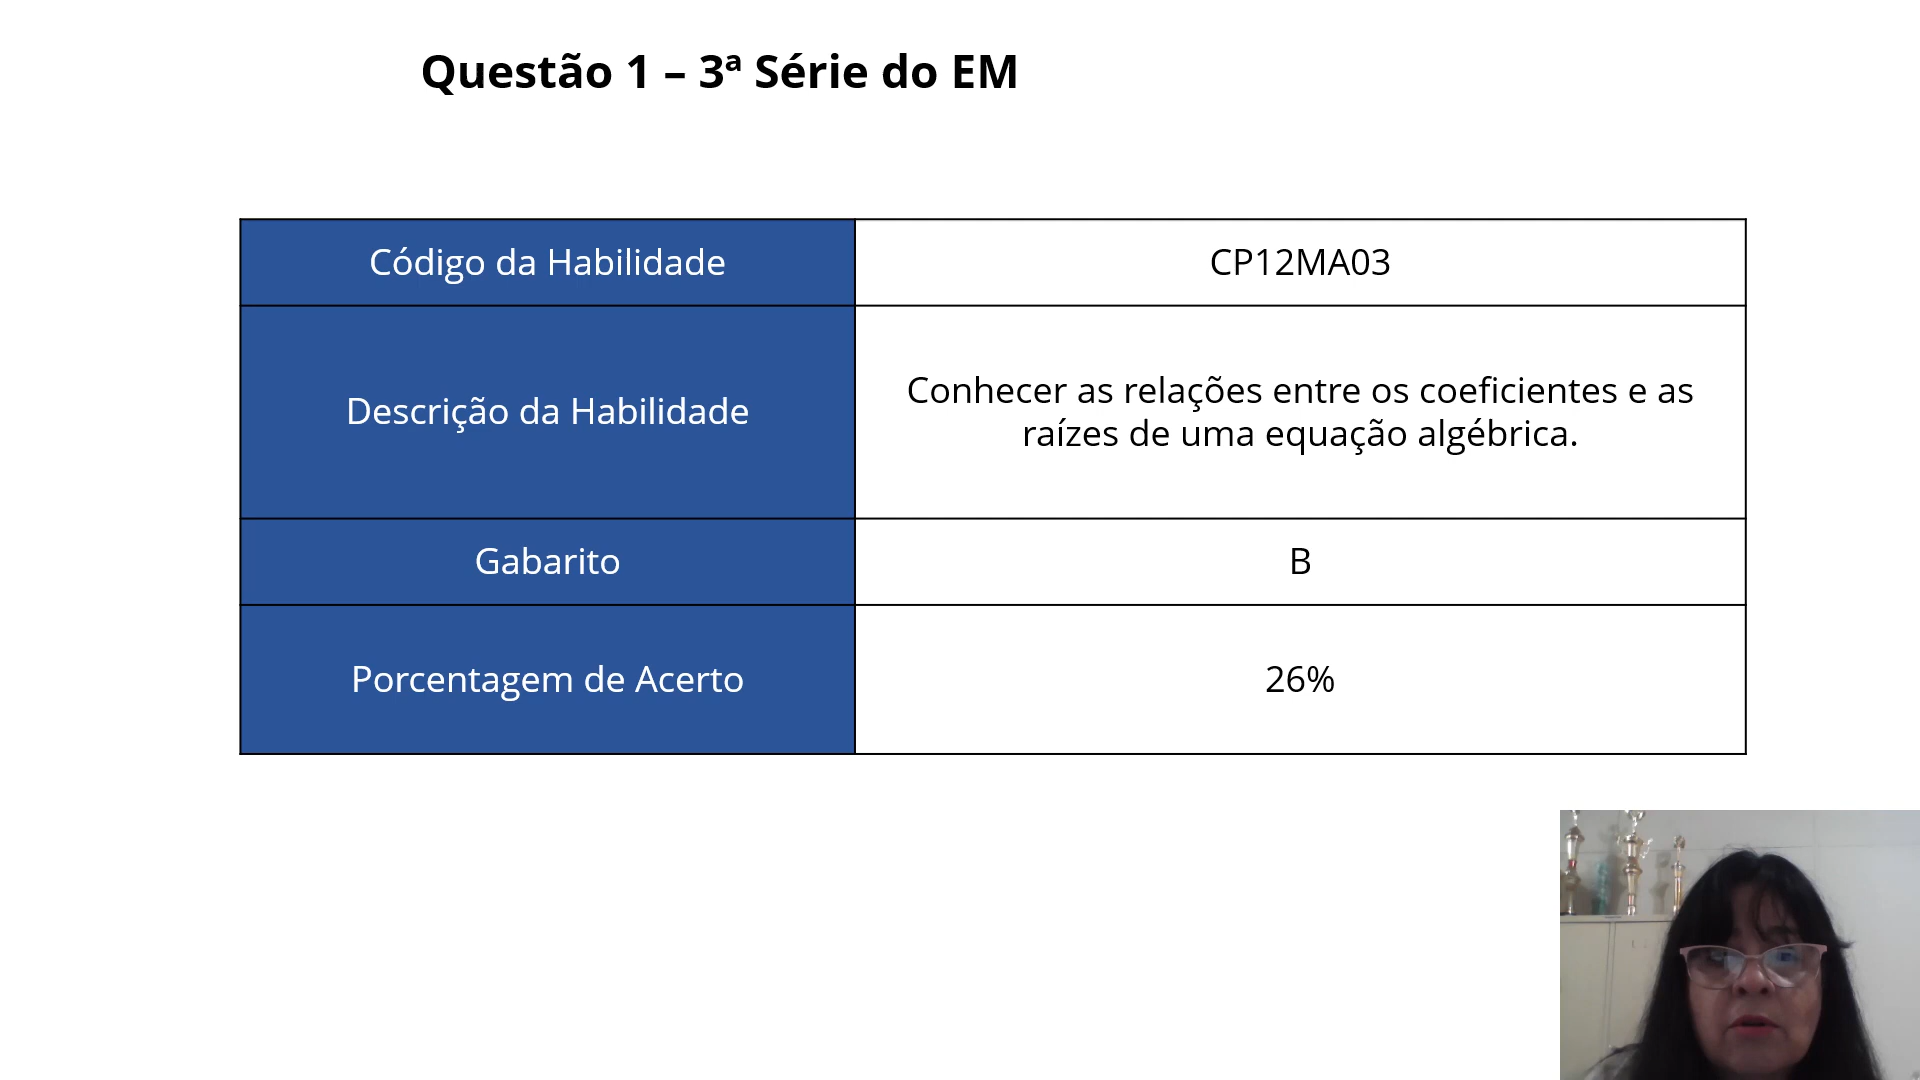 Questão 1 – 3ª Série do EM
Código da Habilidade
CP12MA03
Descrição da Habilidade
Conhecer as relações entre os coeficientes e as
raízes de uma equação algébrica.
Gabarito
B
Porcentagem de Acerto
26%